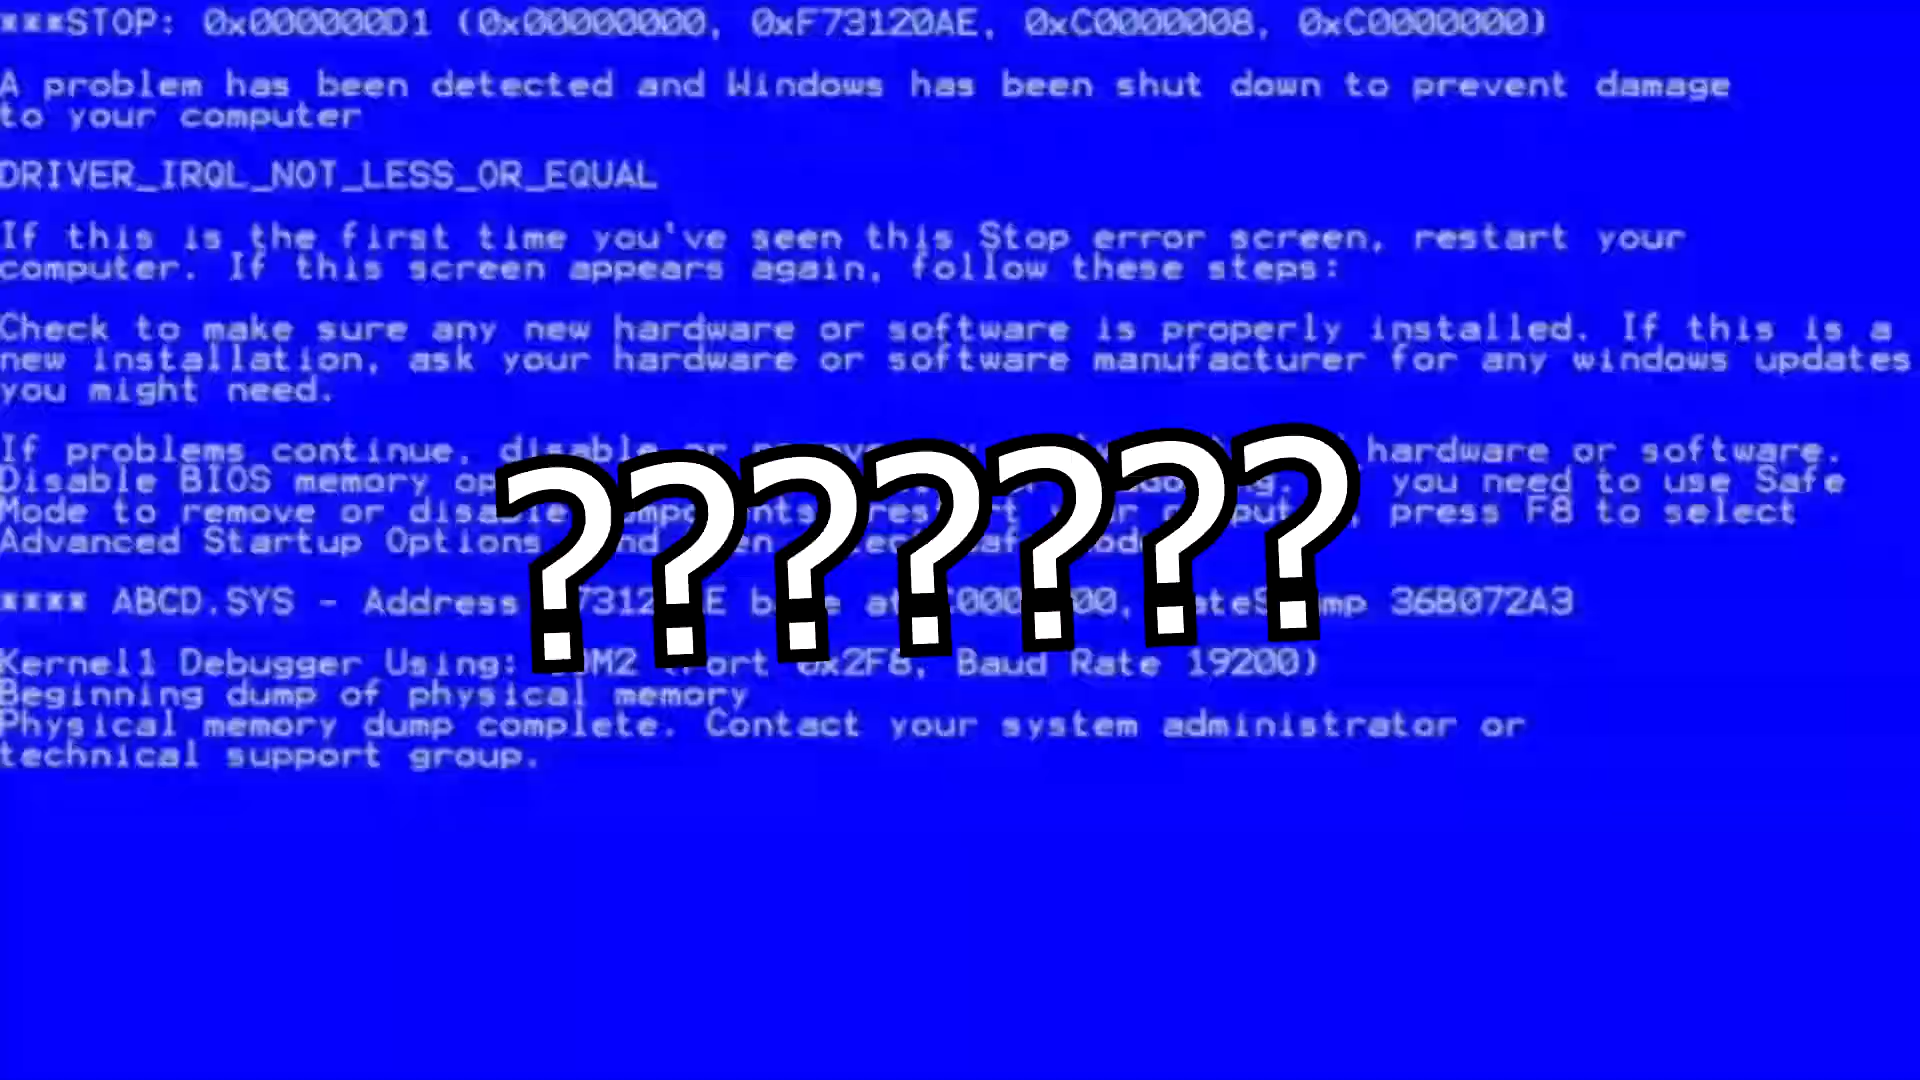 ***STOP: 0x000000D1 (0x00000000, 0xF73120AE, 0xC0000008, 0xC0000000)
A problem has been detected and Windows has been shut down to prevent damage
to your computer
DRIVER_IRQL_NOT_LESS_OR_EQUAL
If this is the first time you've seen this Stop error screen, restart your
computer. If this screen appears again, follow these steps:
Check to make sure any new hardware or software is properly installed. If this is a
new installation, ask your hardware or software manufacturer for any windows updates
you might need.
If problems continue, disable or hardware or software.
Disable BIOS memory you need to use Safe
Mode to remove or disable press F8 to select
Advanced Startup Options
???????
**** ABCD.SYS - Address 368072A3
Kernel1 Debugger Using: 0x2F8, Baud Rate 19200)
Beginning dump of physical memory
Physical memory dump complete. Contact your system administrator or
technical support group.